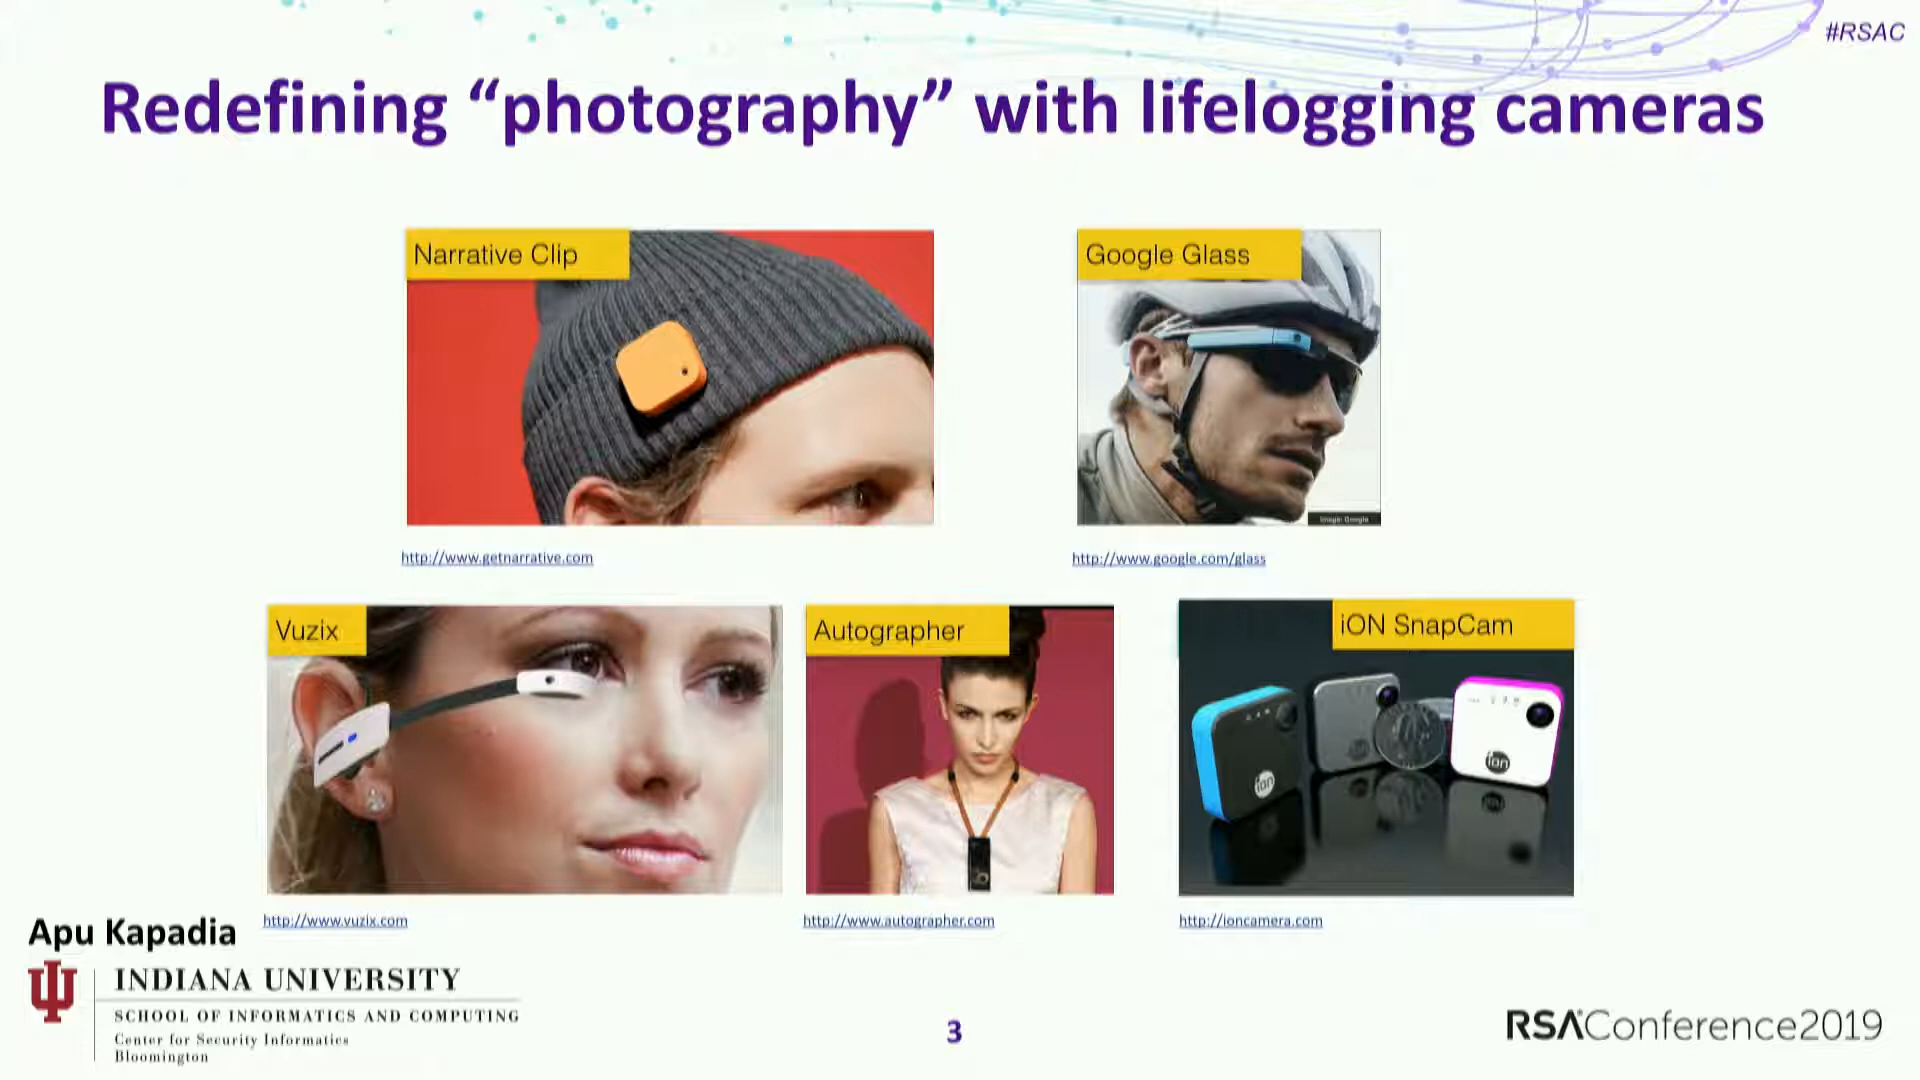 #RSAC
Redefining “photography” with lifelogging cameras
Narrative Clip
Google Glass
Image: Google
http://www.getnarrative.com
http://www.google.com/glass
Vuzix
Autographer
iON SnapCam
ion
ion
http://www.vuzix.com
http://www.autographer.com
http://ioncamera.com
Apu Kapadia
INDIANA UNIVERSITY
SCHOOL OF INFORMATICS AND COMPUTING
Center for Security Informatics
Bloomington
3
RSAConference2019